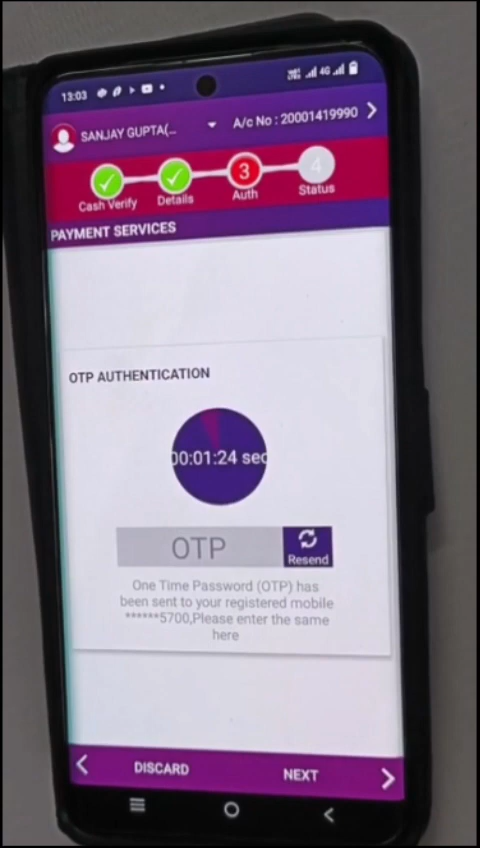 13:03
4G
SANJAY GUPTA(... A/c No : 20001419990
3 4
Cash Verify Details Auth Status
PAYMENT SERVICES
OTP AUTHENTICATION
00:01:24 sec
OTP
Resend
One Time Password (OTP) has
been sent to your registered mobile
******5700,Please enter the same
here
DISCARD NEXT